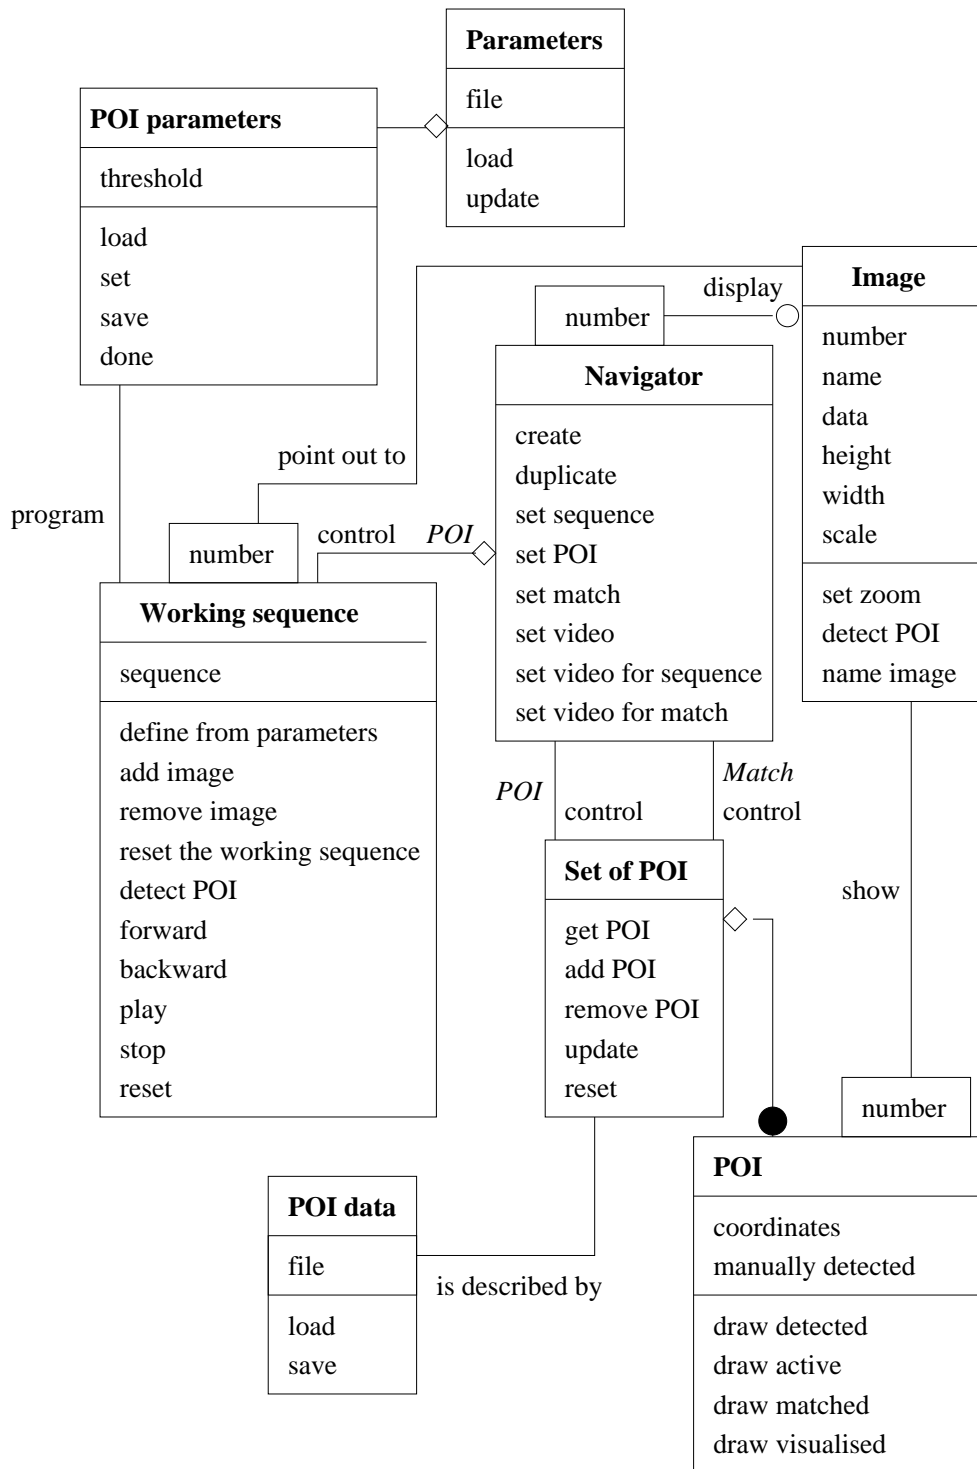 Parameters
file
load
update
POI parameters
threshold
load
set
save
done
Image
number
name
data
height
width
scale
set zoom
detect POI
name image
display
number
Navigator
create
duplicate
set sequence
set POI
set match
set video
set video for sequence
set video for match
point out to
program
control POI
number
Working sequence
sequence
define from parameters
add image
remove image
reset the working sequence
detect POI
forward
backward
play
stop
reset
POI
control
Match
control
Set of POI
get POI
add POI
remove POI
update
reset
show
number
POI
coordinates
manually detected
draw detected
draw active
draw matched
draw visualised
POI data
file
load
save
is described by